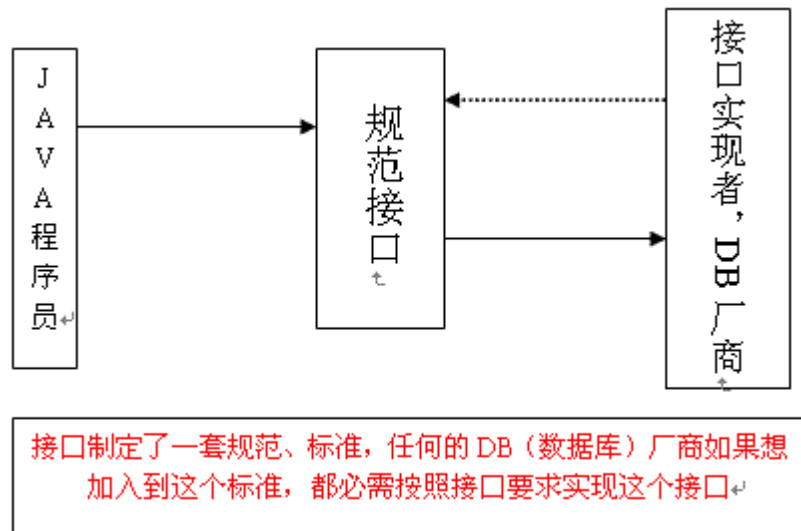 JAVA程序员
规范接口
接口实现者，DB厂商
接口制定了一套规范、标准，任何的DB（数据库）厂商如果想
加入到这个标准，都必需按照接口要求实现这个接口